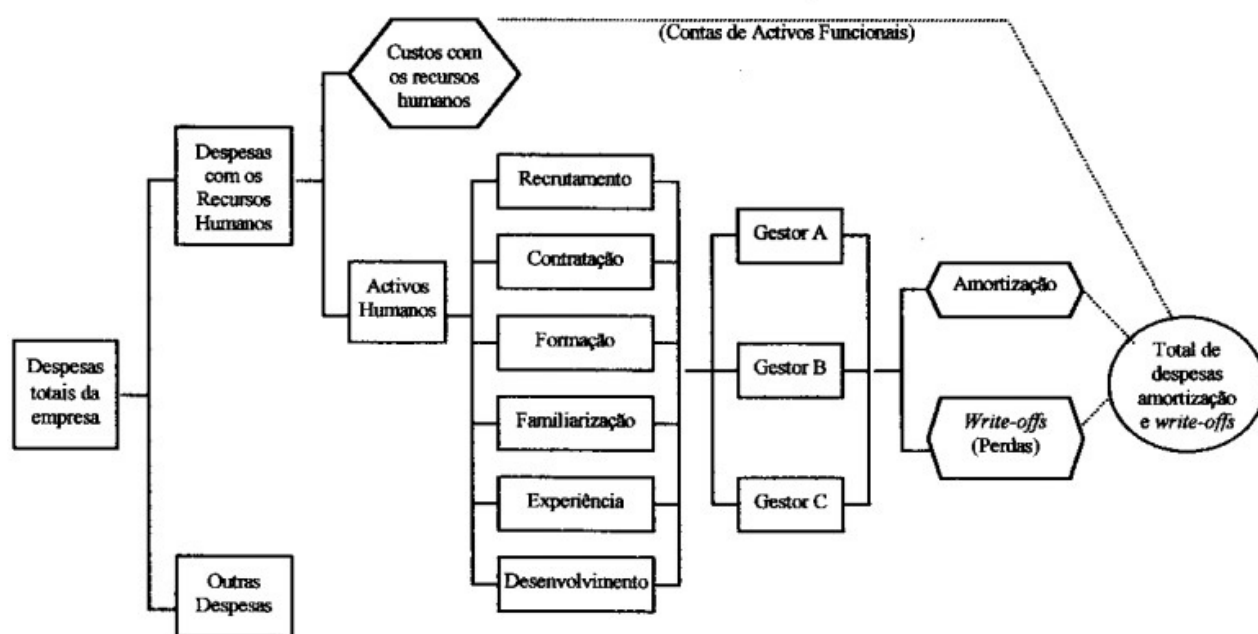 (Contas de Activos Funcionais)
Custos com
os recursos
humanos
Despesas
com os
Recursos
Humanos
Recrutamento
Contratação
Formação
Familiarização
Experiência
Desenvolvimento
Activos
Humanos
Gestor A
Gestor B
Gestor C
Amortização
Write-offs
(Perdas)
Total de
despesas
amortização
e write-offs
Despesas
totais da
empresa
Outras
Despesas